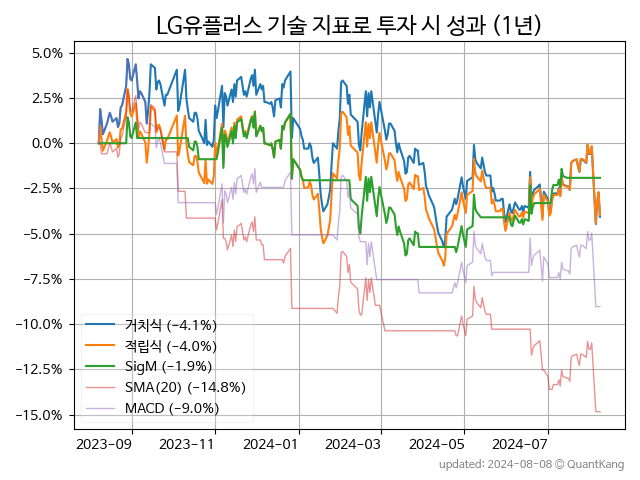 LG유플러스 기술 지표로 투자 시 성과 (1년)
5.0%
2.5%
0.0%
−2.5%
−5.0%
−7.5%
−10.0%
−12.5%
−15.0%
거치식 (−4.1%)
적립식 (−4.0%)
SigM (−1.9%)
SMA(20) (−14.8%)
MACD (−9.0%)
2023-09 2023-11 2024-01 2024-03 2024-05 2024-07
updated: 2024-08-08 © QuantKang